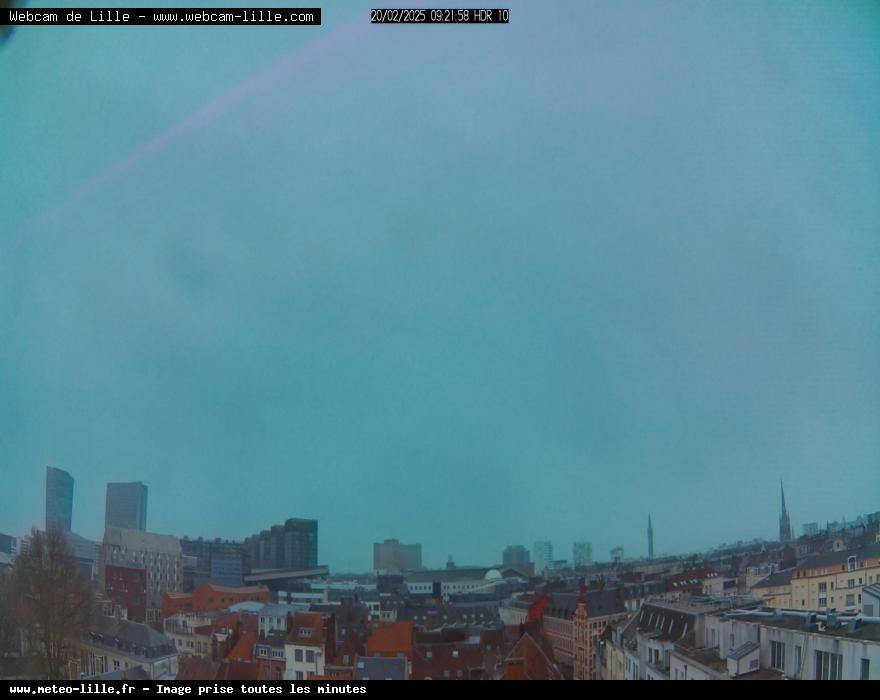 Webcam de Lille - www.webcam-lille.com
20/02/2025 09:21:58 HDR 10
www.meteo-lille.fr - Image prise toutes les minutes